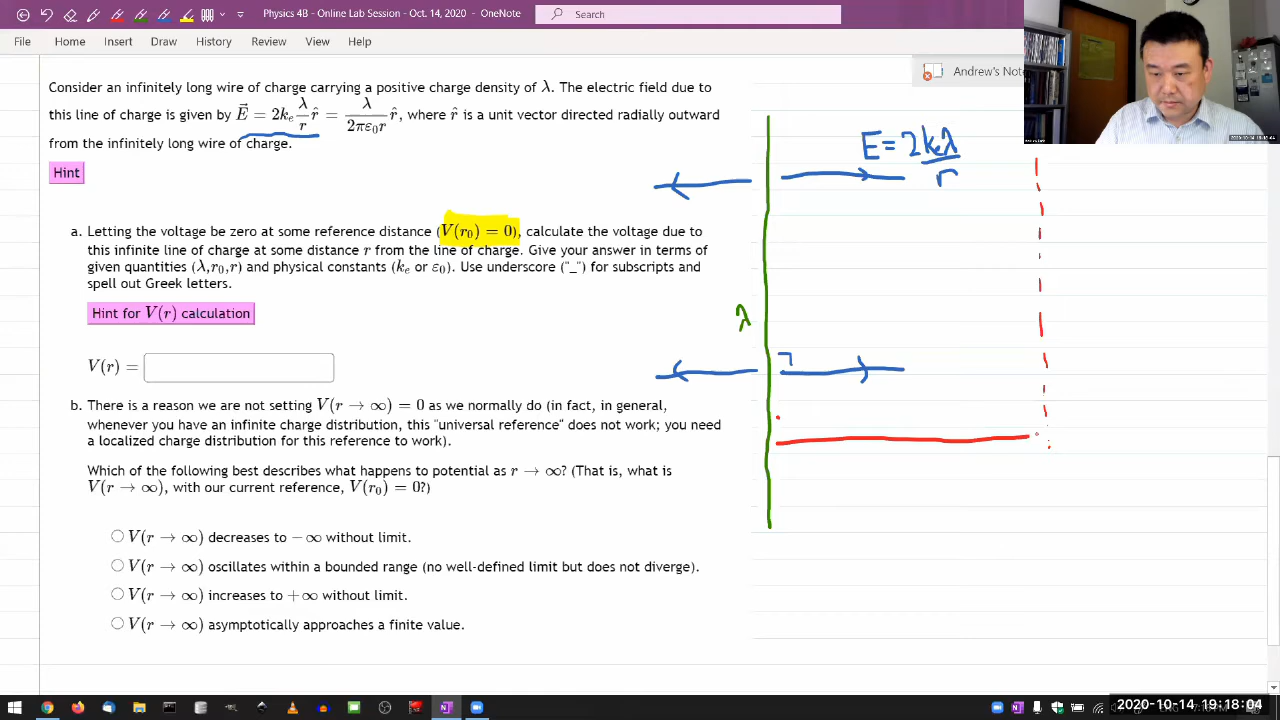 Physics 4B - Online Lab Session - Oct. 14, 2020 - OneNote
Search
File Home Insert Draw History Review View Help
Andrew's Not
Consider an infinitely long wire of charge carrying a positive charge density of λ. The electric field due to
this line of charge is given by E⃗ = 2k_e λ/r r̂ = λ/(2πε₀r) r̂, where r̂ is a unit vector directed radially outward
from the infinitely long wire of charge.
Hint
E = 2k_eλ/r
a. Letting the voltage be zero at some reference distance (V(r₀) = 0), calculate the voltage due to
this infinite line of charge at some distance r from the line of charge. Give your answer in terms of
given quantities (λ,r₀,r) and physical constants (k_e or ε₀). Use underscore ("_") for subscripts and
spell out Greek letters.
Hint for V(r) calculation
λ
V(r) =
b. There is a reason we are not setting V(r → ∞) = 0 as we normally do (in fact, in general,
whenever you have an infinite charge distribution, this "universal reference" does not work; you need
a localized charge distribution for this reference to work).
Which of the following best describes what happens to potential as r → ∞? (That is, what is
V(r → ∞), with our current reference, V(r₀) = 0?)
V(r → ∞) decreases to − ∞ without limit.
V(r → ∞) oscillates within a bounded range (no well-defined limit but does not diverge).
V(r → ∞) increases to +∞ without limit.
V(r → ∞) asymptotically approaches a finite value.
2020-10-14 19:18:04